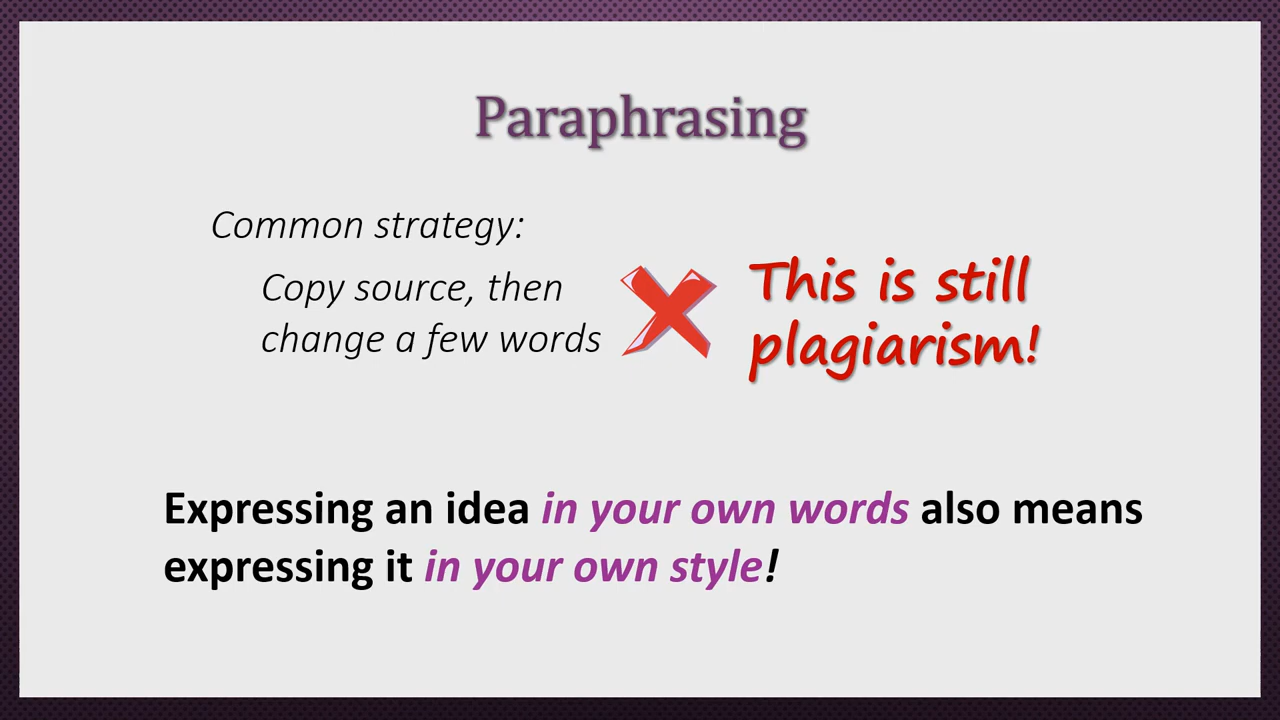 Paraphrasing
Common strategy:
Copy source, then
change a few words
This is still
plagiarism!
Expressing an idea in your own words also means
expressing it in your own style!